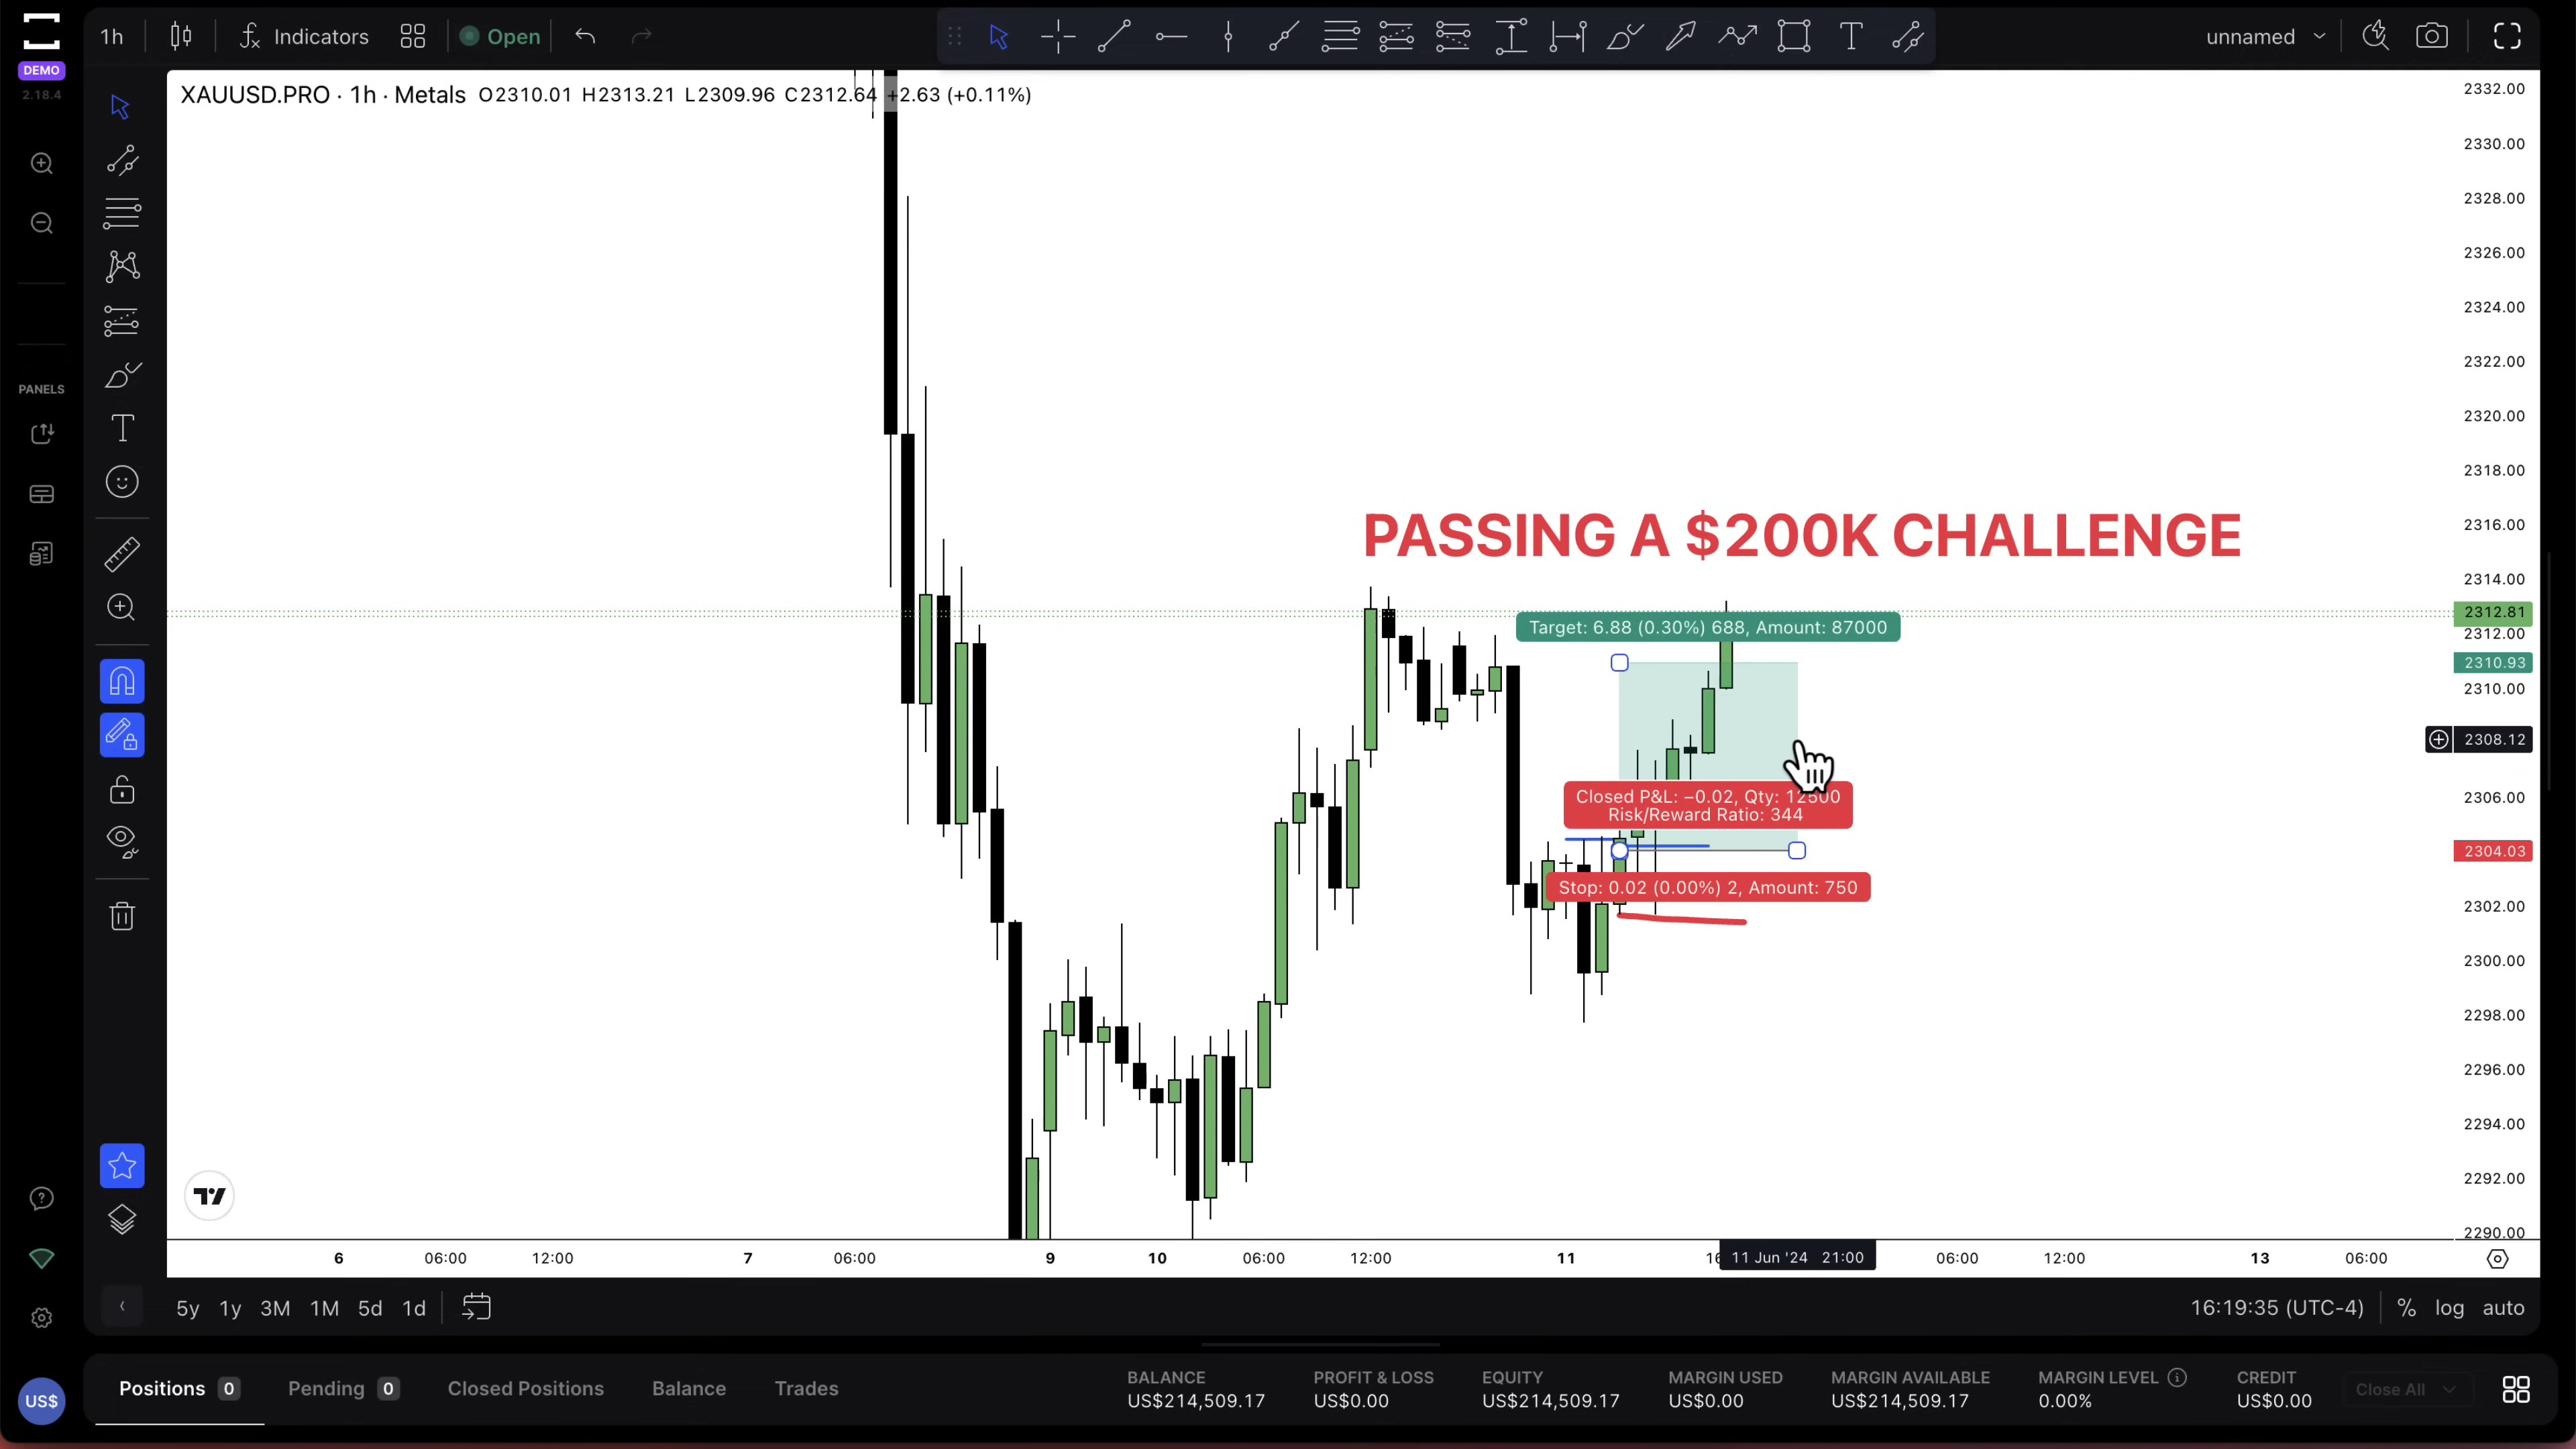 1h
Indicators
Open
unnamed
DEMO
2.18.4
XAUUSD.PRO · 1h · Metals O2310.01 H2313.21 L2309.96 C2312.64 +2.63 (+0.11%)
PANELS
PASSING A $200K CHALLENGE
Target: 6.88 (0.30%) 688, Amount: 87000
Closed P&L: −0.02, Qty: 12500
Risk/Reward Ratio: 344
Stop: 0.02 (0.00%) 2, Amount: 750
2332.00
2330.00
2328.00
2326.00
2324.00
2322.00
2320.00
2318.00
2316.00
2314.00
2312.81
2312.00
2310.93
2310.00
2308.12
2306.00
2304.03
2302.00
2300.00
2298.00
2296.00
2294.00
2292.00
2290.00
6 06:00 12:00 7 06:00 9 10 06:00 12:00 11 11 Jun '24 21:00 06:00 12:00 13 06:00
5y 1y 3M 1M 5d 1d
16:19:35 (UTC-4) % log auto
US$
Positions 0 Pending 0 Closed Positions Balance Trades
BALANCE
US$214,509.17
PROFIT & LOSS
US$0.00
EQUITY
US$214,509.17
MARGIN USED
US$0.00
MARGIN AVAILABLE
US$214,509.17
MARGIN LEVEL
0.00%
CREDIT
US$0.00
Close All